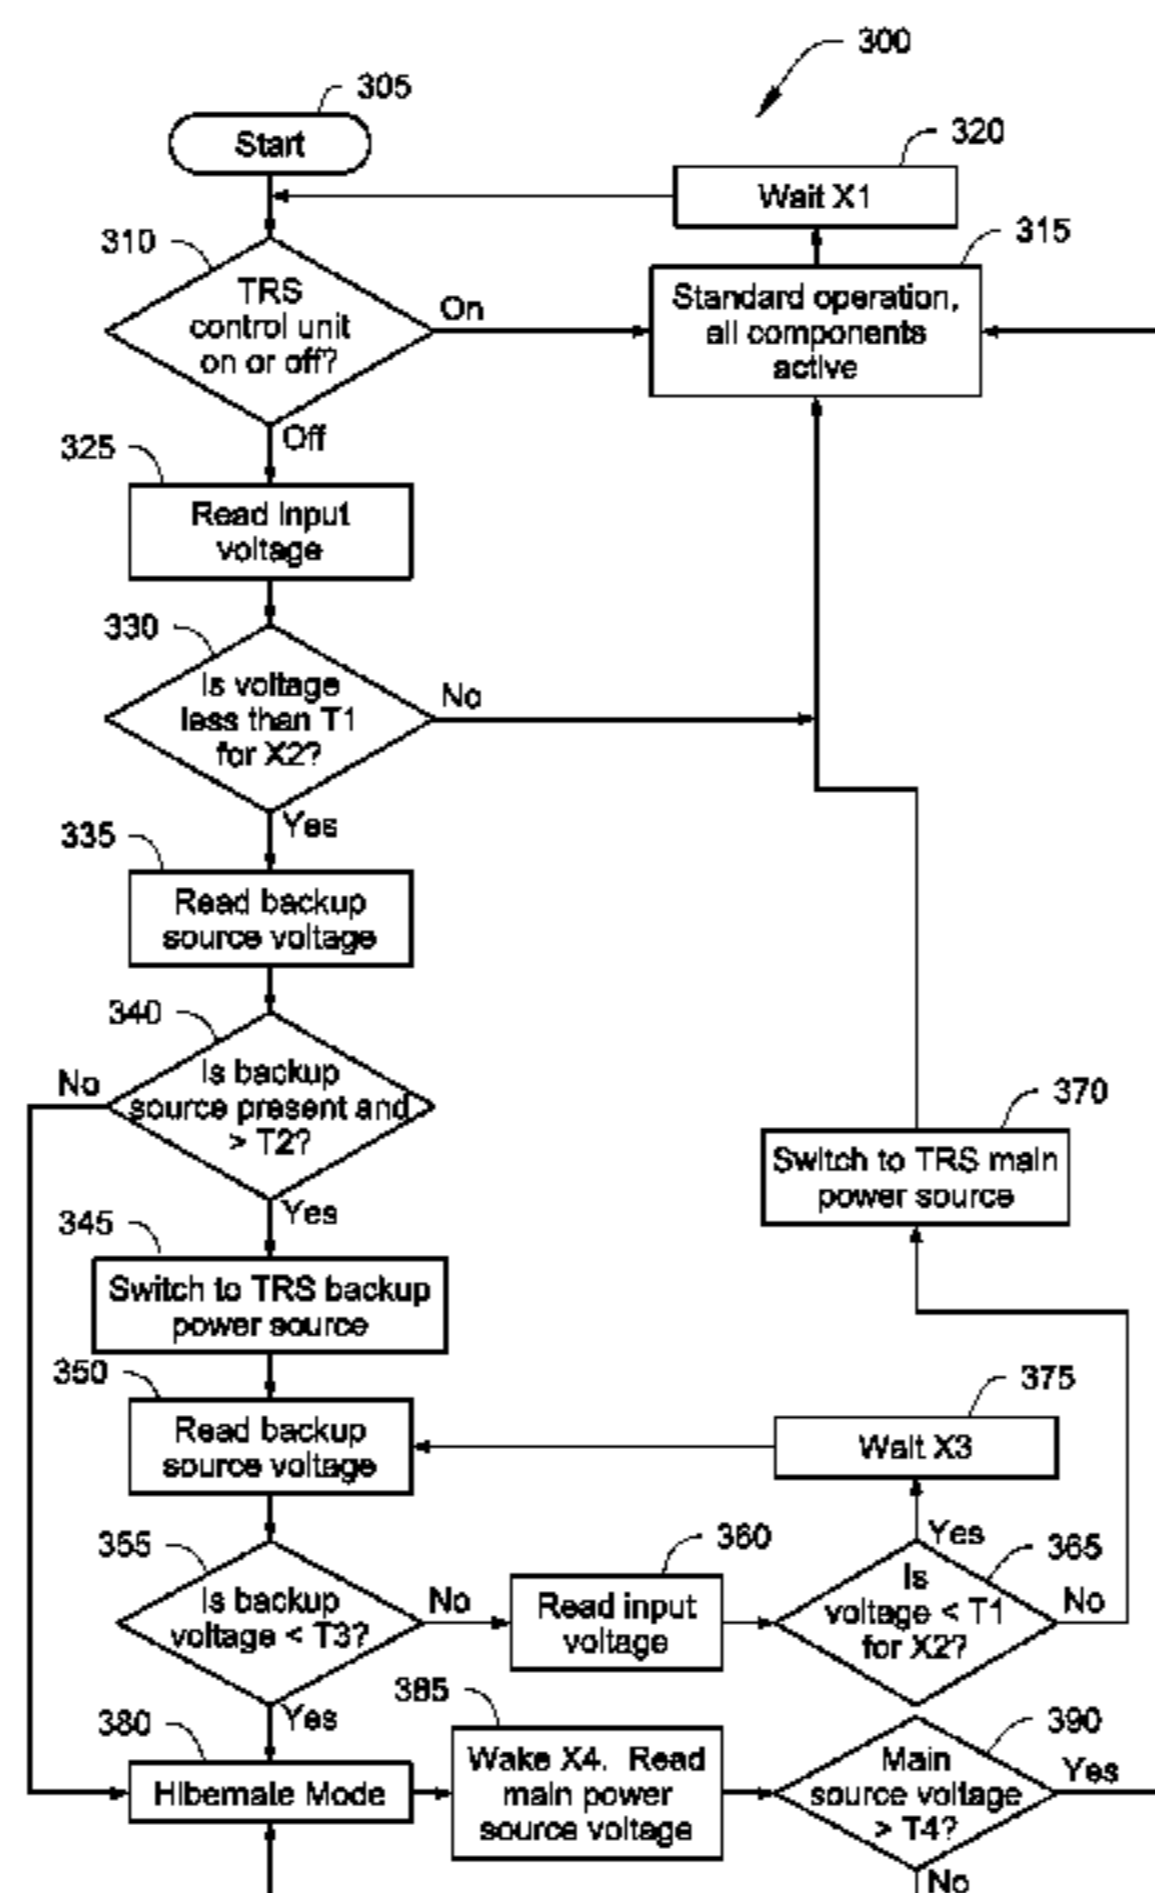 300
305
Start
320
Wait X1
310
TRS
control unit
on or off?
On
315
Standard operation,
all components
active
Off
325
Read input
voltage
330
Is voltage
less than T1
for X2?
No
Yes
335
Read backup
source voltage
340
Is backup
source present and
> T2?
No
Yes
370
Switch to TRS main
power source
345
Switch to TRS backup
power source
350
Read backup
source voltage
375
Wait X3
355
Is backup
voltage < T3?
No
360
Read input
voltage
Yes
365
Is
voltage < T1
for X2?
No
Yes
380
Hibernate Mode
385
Wake X4. Read
main power
source voltage
390
Main
source voltage
> T4?
Yes
No